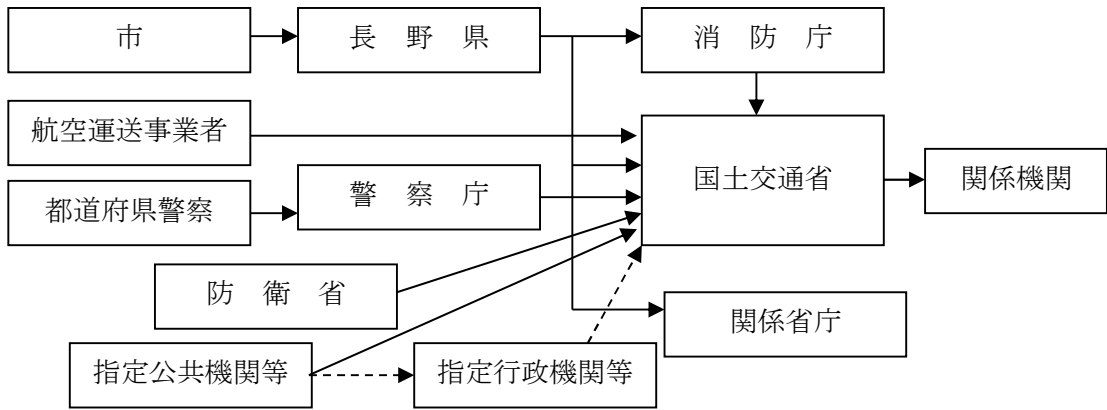 市
長　野　県
消　防　庁
航空運送事業者
国土交通省
関係機関
都道府県警察
警　察　庁
防　衛　省
関係省庁
指定公共機関等
指定行政機関等